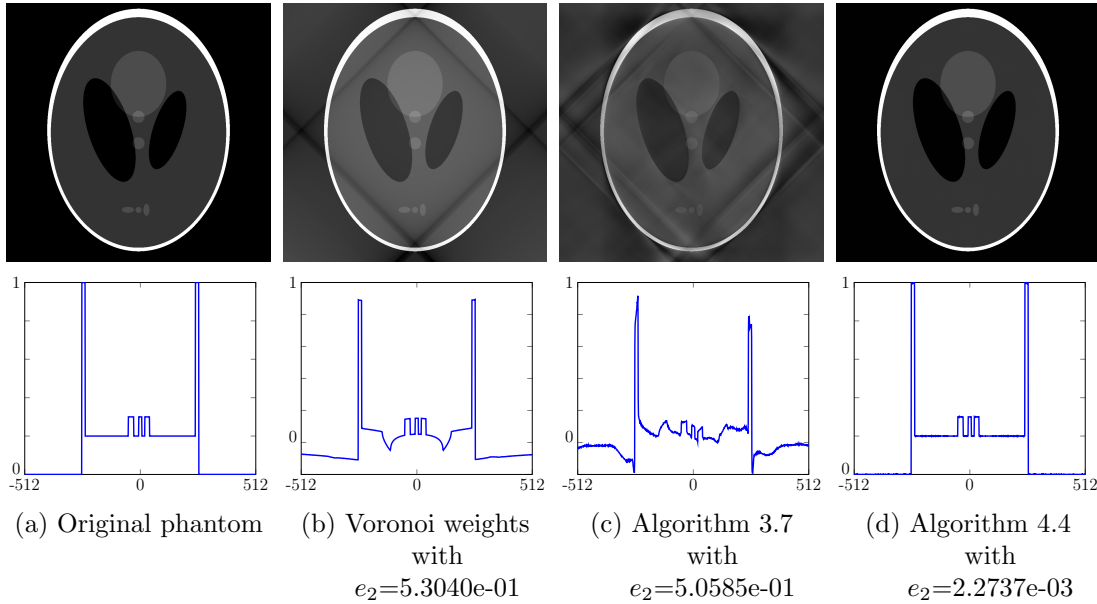 1
0
-512 0 512
1
0
-512 0 512
1
0
-512 0 512
1
0
-512 0 512
(a) Original phantom
(b) Voronoi weights
with
e₂=5.3040e-01
(c) Algorithm 3.7
with
e₂=5.0585e-01
(d) Algorithm 4.4
with
e₂=2.2737e-03